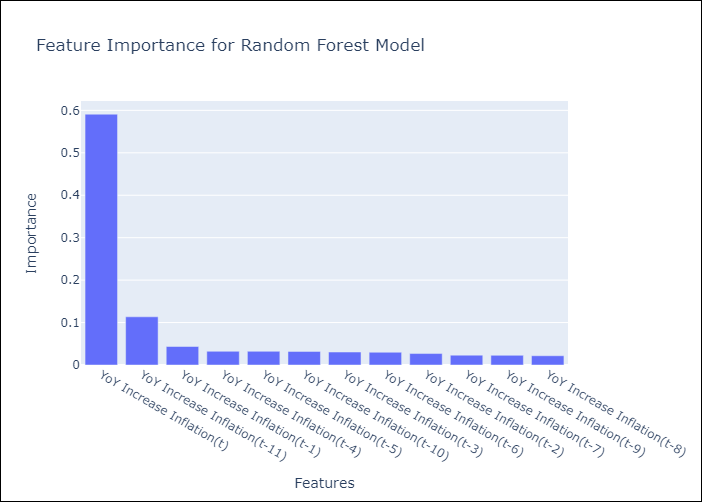 Feature Importance for Random Forest Model
0.6
0.5
0.4
0.3
0.2
0.1
0
Importance
YoY Increase Inflation(t)
YoY Increase Inflation(t-11)
YoY Increase Inflation(t-1)
YoY Increase Inflation(t-4)
YoY Increase Inflation(t-5)
YoY Increase Inflation(t-10)
YoY Increase Inflation(t-3)
YoY Increase Inflation(t-6)
YoY Increase Inflation(t-2)
YoY Increase Inflation(t-7)
YoY Increase Inflation(t-9)
YoY Increase Inflation(t-8)
Features